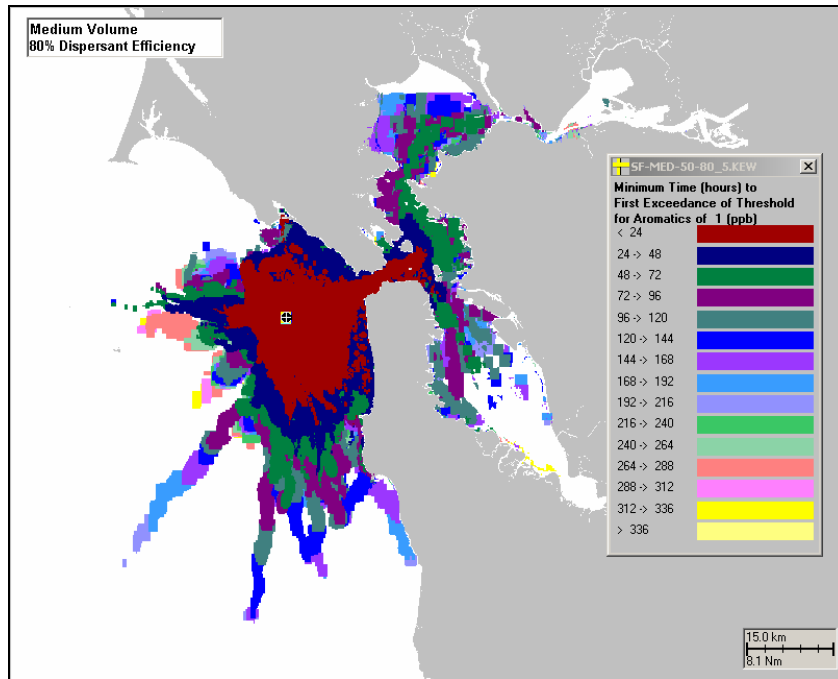 Medium Volume
80% Dispersant Efficiency
SF-MED-50-80_5.KEW
Minimum Time (hours) to
First Exceedance of Threshold
for Aromatics of 1 (ppb)
< 24
24 -> 48
48 -> 72
72 -> 96
96 -> 120
120 -> 144
144 -> 168
168 -> 192
192 -> 216
216 -> 240
240 -> 264
264 -> 288
288 -> 312
312 -> 336
> 336
15.0 km
8.1 Nm